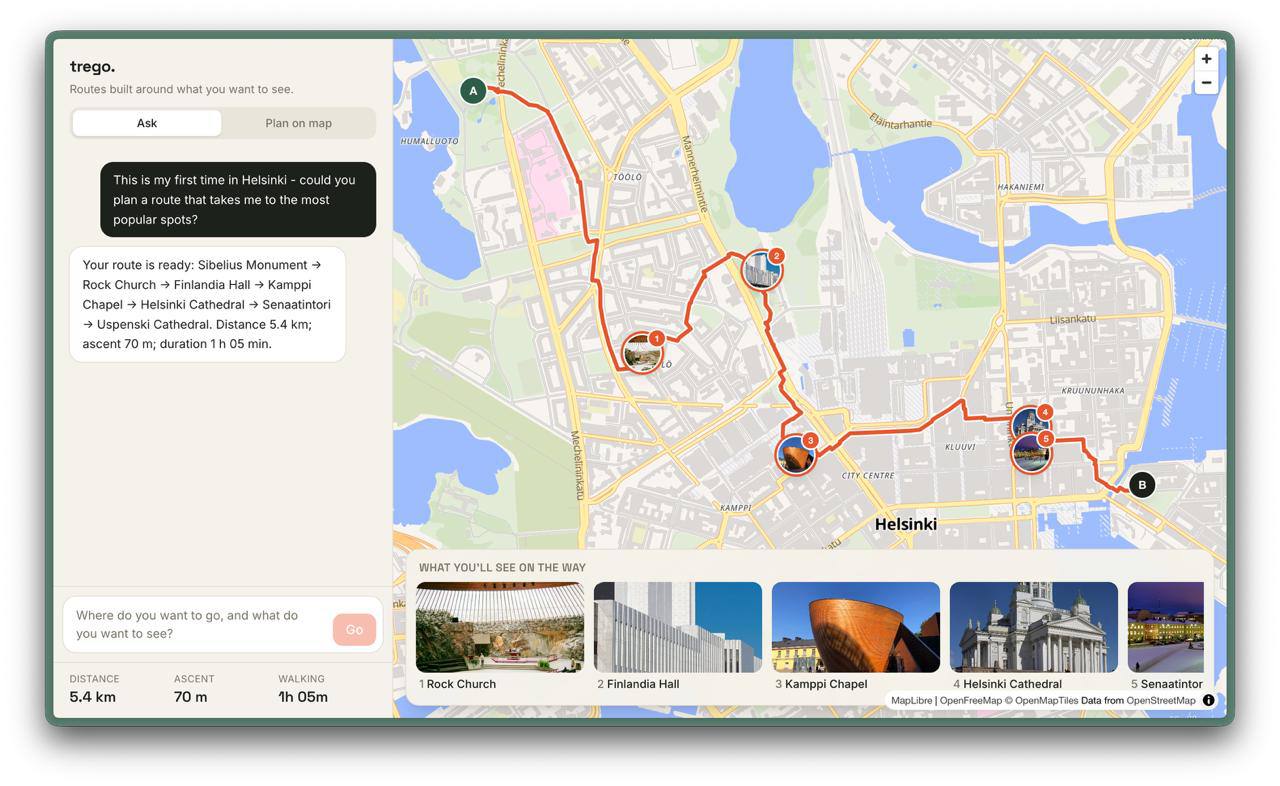 trego.
Routes built around what you want to see.
Ask
Plan on map
This is my first time in Helsinki - could you
plan a route that takes me to the most
popular spots?
Your route is ready: Sibelius Monument →
Rock Church → Finlandia Hall → Kamppi
Chapel → Helsinki Cathedral → Senaatintori
→ Uspenski Cathedral. Distance 5.4 km;
ascent 70 m; duration 1 h 05 min.
Where do you want to go, and what do
you want to see?
Go
DISTANCE
ASCENT
WALKING
5.4 km
70 m
1h 05m
+
−
A
Eläintarhantie
HUMALLUOTO
Mannerheimintie
TÖÖLÖ
HAKANIEMI
2
Liisankatu
1
KRUUNUNHAKA
4
5
3
KLUUVI
Mechelininkatu
CITY CENTRE
B
KAMPPI
Helsinki
WHAT YOU'LL SEE ON THE WAY
1 Rock Church
2 Finlandia Hall
3 Kamppi Chapel
4 Helsinki Cathedral
5 Senaatintor
MapLibre | OpenFreeMap © OpenMapTiles Data from OpenStreetMap